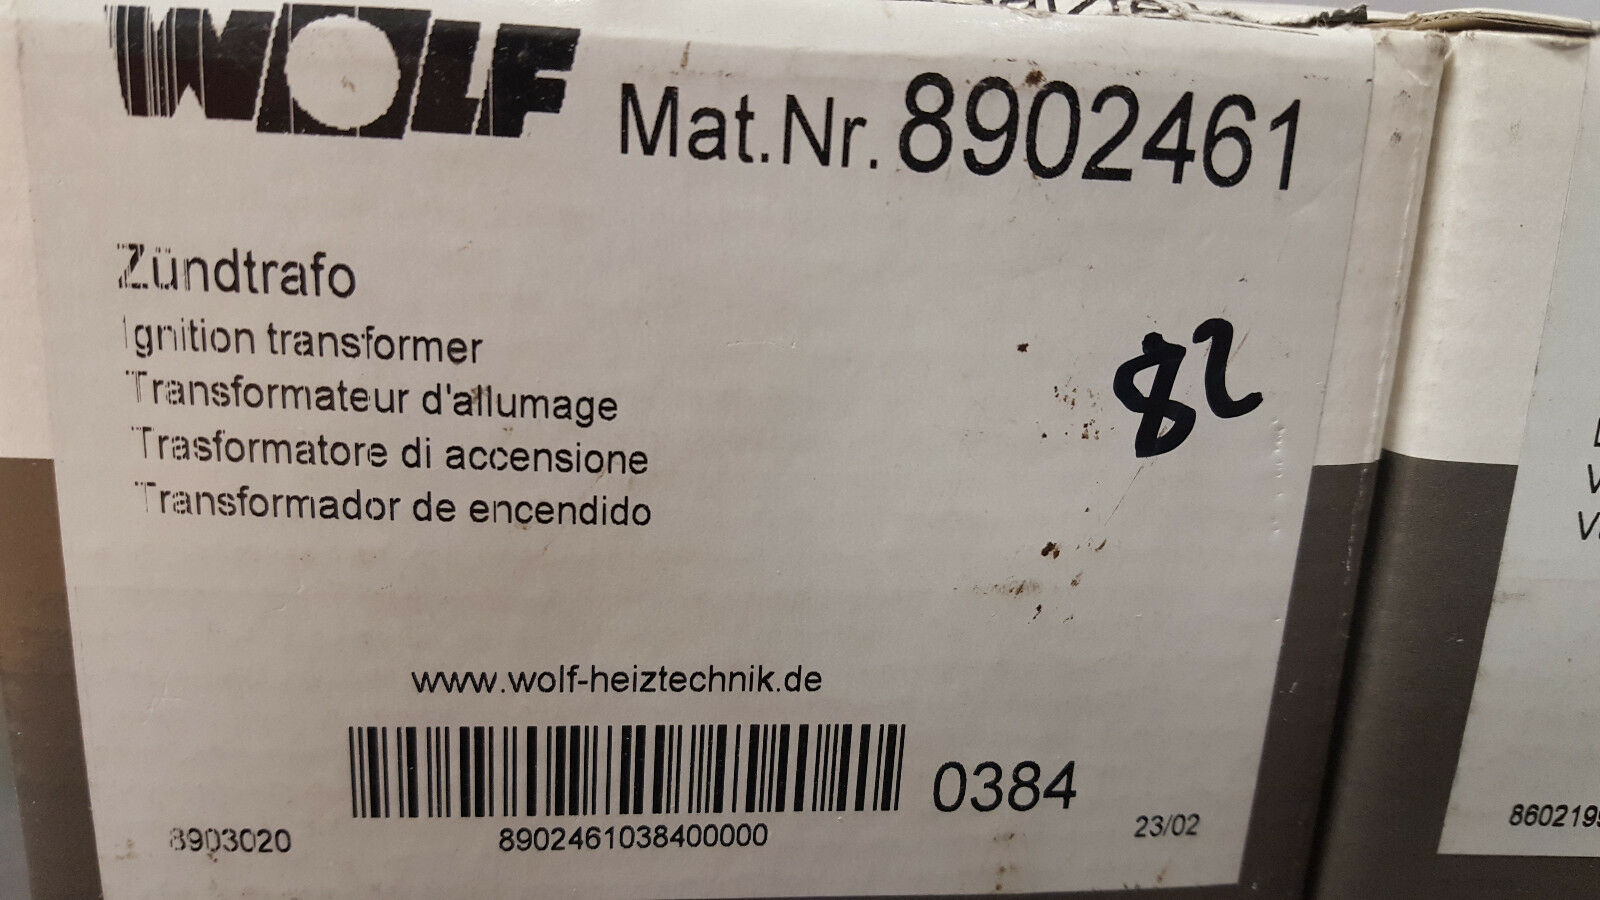 WOLF
Mat.Nr. 8902461
Zündtrafo
Ignition transformer
Transformateur d'allumage
Trasformatore di accensione
Transformador de encendido
82
www.wolf-heiztechnik.de
0384
8903020
8902461038400000
23/02